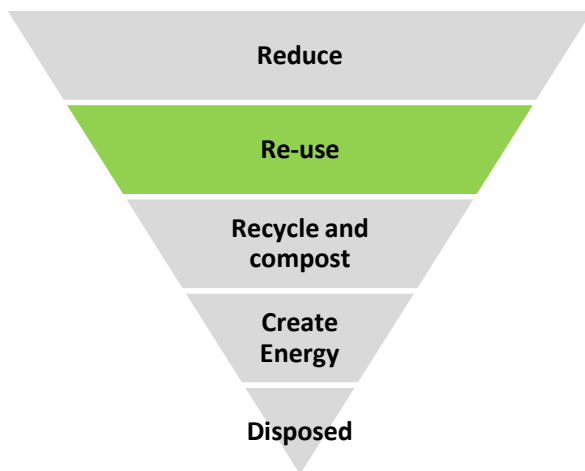 Reduce
Re-use
Recycle and
compost
Create
Energy
Disposed